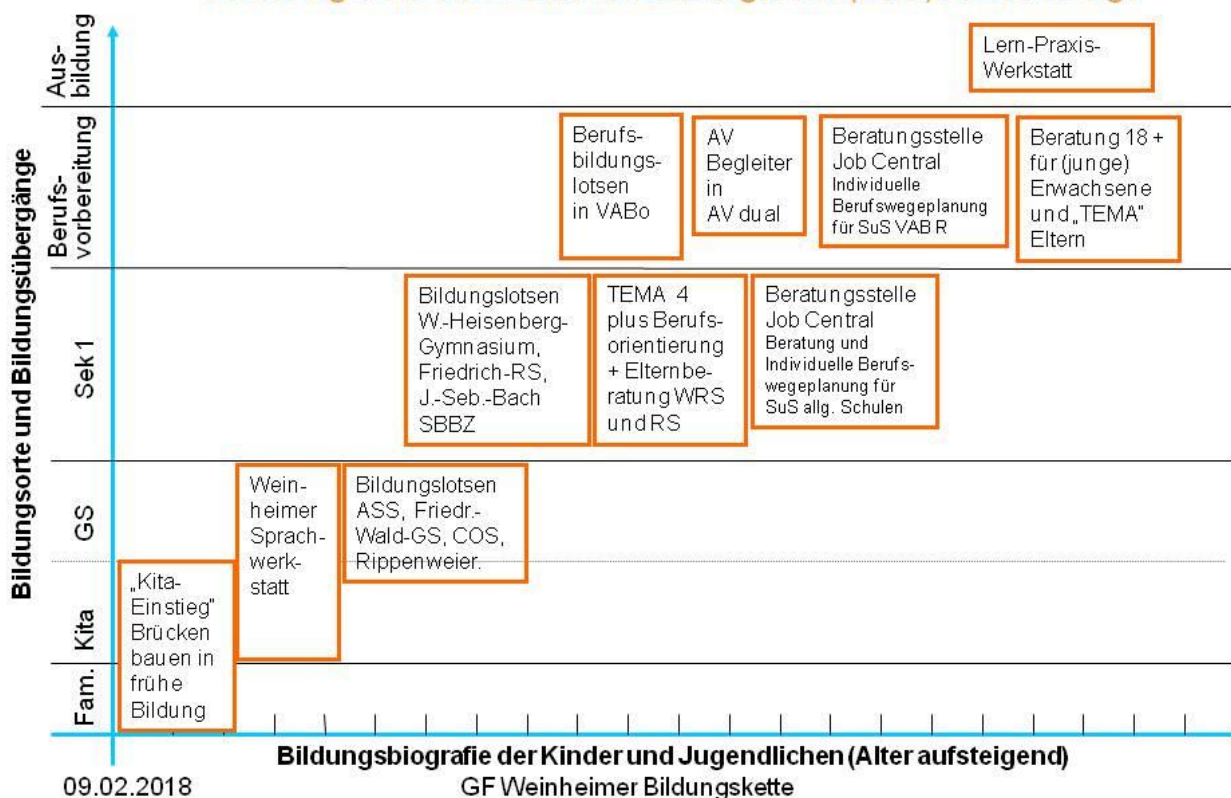 Aus-
bildung
Lern-Praxis-
Werkstatt
Berufs-
vorbereitung
Berufs-
bildungs-
lotsen
in VABo
AV
Begleiter
in
AV dual
Beratungsstelle
Job Central
Individuelle
Berufswegeplanung
für SuS VAB R
Beratung 18 +
für (junge)
Erwachsene
und „TEMA"
Eltern
Bildungsorte und Bildungsübergänge
Sek 1
Bildungslotsen
W.-Heisenberg-
Gymnasium,
Friedrich-RS,
J.-Seb.-Bach
SBBZ
TEMA 4
plus Berufs-
orientierung
+ Elternbe-
ratung WRS
und RS
Beratungsstelle
Job Central
Beratung und
Individuelle Berufs-
wegeplanung für
SuS allg. Schulen
GS
Wein-
heimer
Sprach-
werk-
statt
Bildungslotsen
ASS, Friedr.-
Wald-GS, COS,
Rippenweier.
Kita
„Kita-
Einstieg"
Brücken
bauen in
frühe
Bildung
Fam.
Bildungsbiografie der Kinder und Jugendlichen (Alter aufsteigend)
09.02.2018
GF Weinheimer Bildungskette